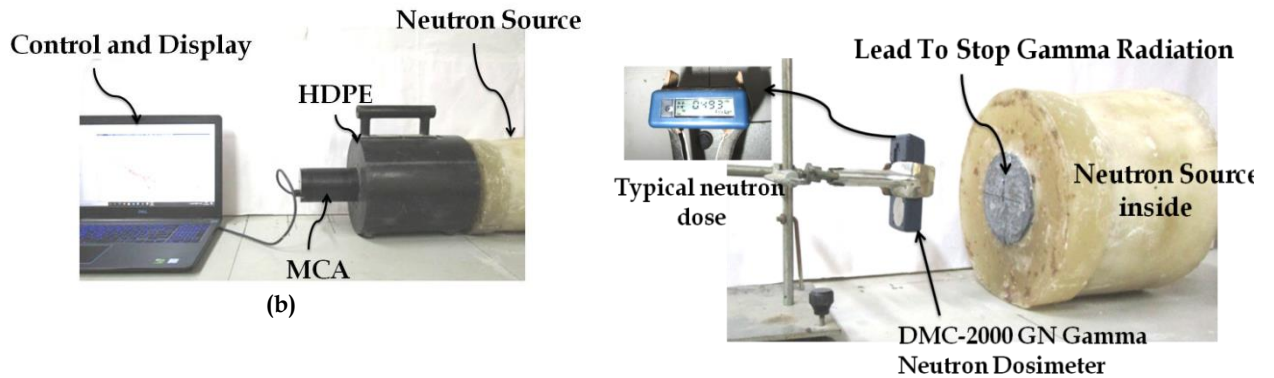 Control and Display
Neutron Source
HDPE
MCA
(b)
Lead To Stop Gamma Radiation
Typical neutron
dose
Neutron Source
inside
DMC-2000 GN Gamma
Neutron Dosimeter